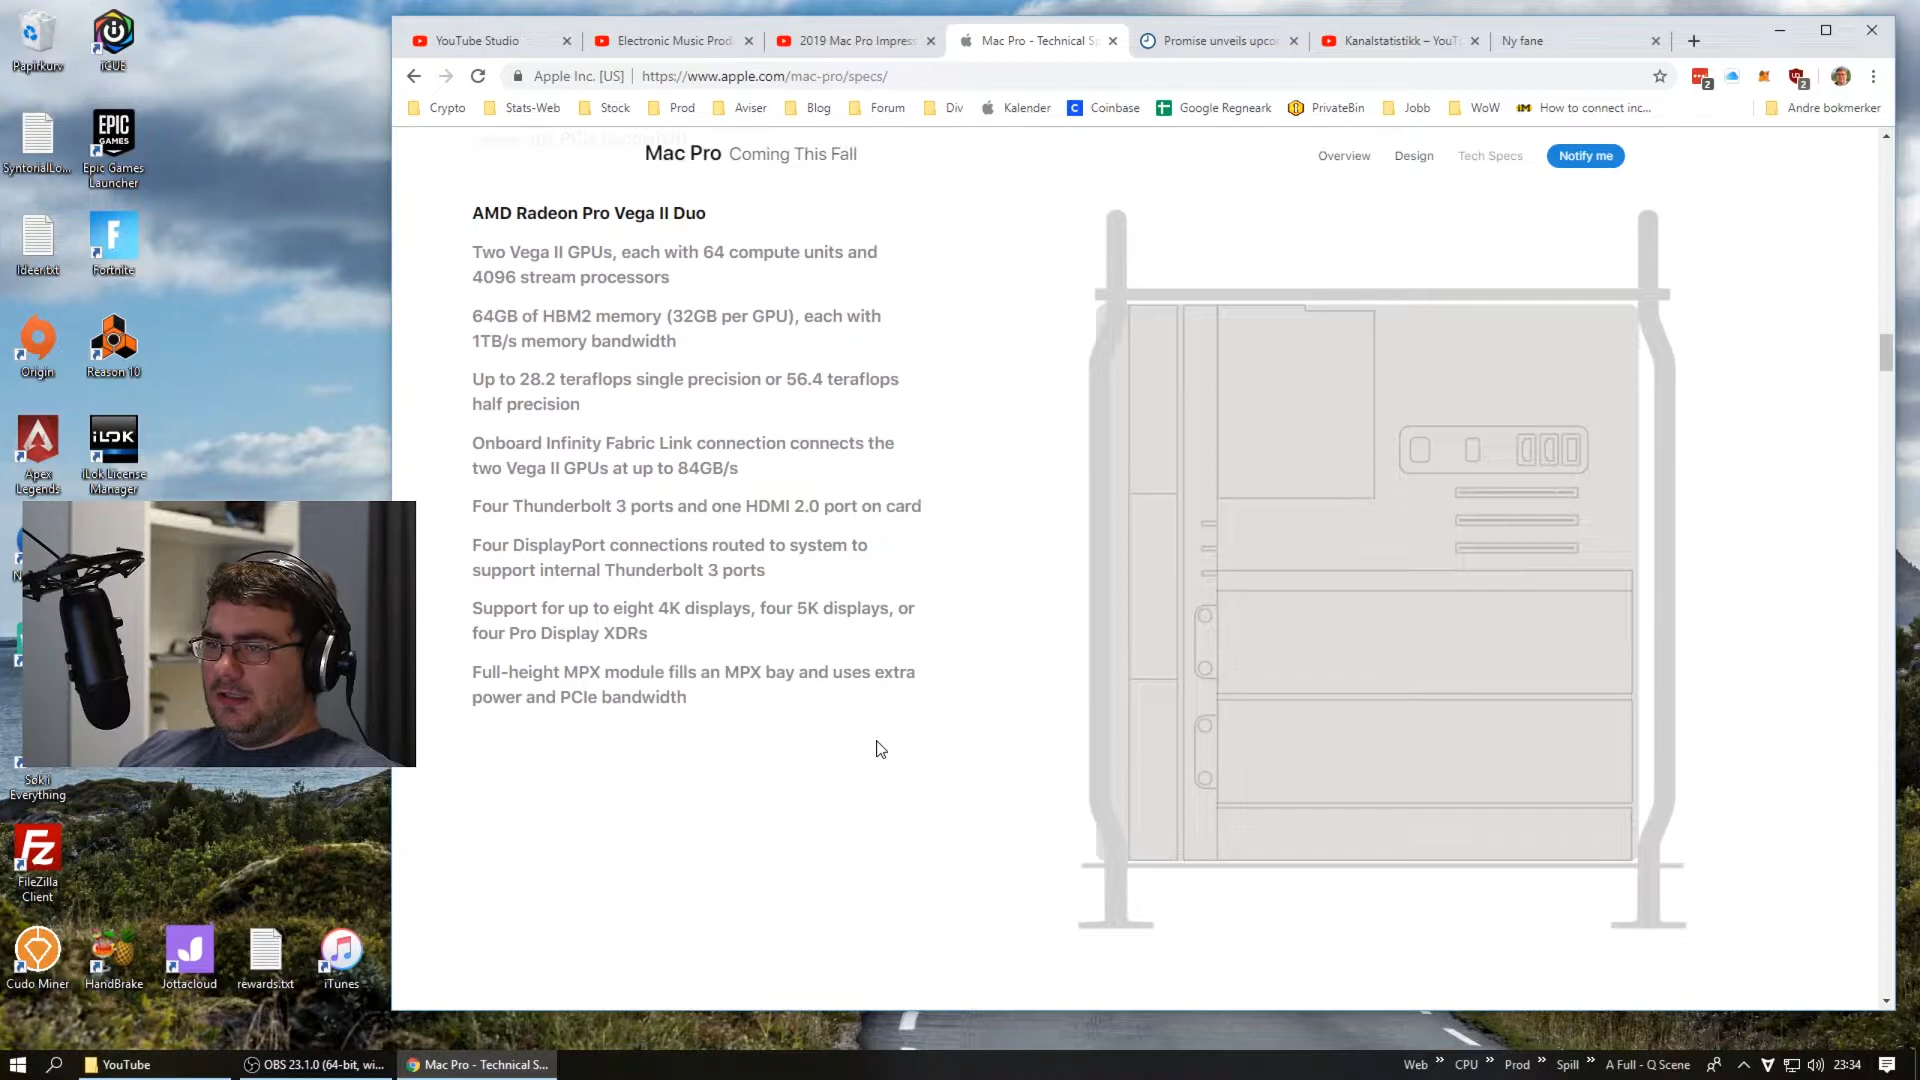 Papirkurv
iCUE
SyntorialLo...
Epic Games
Launcher
Ideer.txt
Fortnite
Origin
Reason 10
Apex
Legends
iLok License
Manager
Søk i
Everything
FileZilla
Client
Cudo Miner
HandBrake
Jottacloud
rewards.txt
iTunes
EPIC
GAMES
iLOK
YouTube Studio
Electronic Music Prod
2019 Mac Pro Impress
Mac Pro - Technical Sp
Promise unveils upco
Kanalstatistikk – YouT
Ny fane
Apple Inc. [US]
https://www.apple.com/mac-pro/specs/
2
2
Crypto
Stats-Web
Stock
Prod
Aviser
Blog
Forum
Div
Kalender
Coinbase
Google Regneark
PrivateBin
Jobb
WoW
How to connect inc...
Andre bokmerker
Mac Pro Coming This Fall
Overview
Design
Tech Specs
Notify me
AMD Radeon Pro Vega II Duo
Two Vega II GPUs, each with 64 compute units and
4096 stream processors
64GB of HBM2 memory (32GB per GPU), each with
1TB/s memory bandwidth
Up to 28.2 teraflops single precision or 56.4 teraflops
half precision
Onboard Infinity Fabric Link connection connects the
two Vega II GPUs at up to 84GB/s
Four Thunderbolt 3 ports and one HDMI 2.0 port on card
Four DisplayPort connections routed to system to
support internal Thunderbolt 3 ports
Support for up to eight 4K displays, four 5K displays, or
four Pro Display XDRs
Full-height MPX module fills an MPX bay and uses extra
power and PCIe bandwidth
YouTube
OBS 23.1.0 (64-bit, wi...
Mac Pro - Technical S...
Web
CPU
Prod
Spill
A Full - Q Scene
23:34